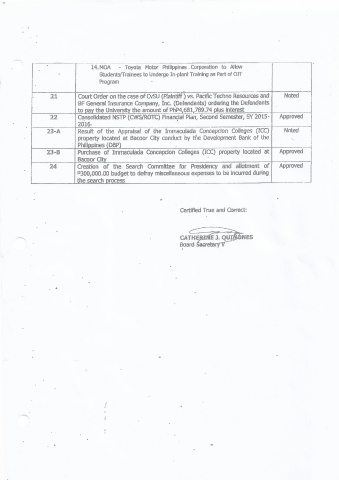 14. MOA - Toyota Motor Philippines Corporation to Allow
Students/Trainees to Undergo In-plant Training as Part of OJT
Program
21 Court Order on the case of CvSU (Plaintiff) vs. Pacific Techno Resources and Noted
BF General Insurance Company, Inc. (Defendants) ordering the Defendants
to pay the University the amount of PhP4,681,789.74 plus interest
22 Consolidated NSTP (CWS/ROTC) Financial Plan, Second Semester, SY 2015- Approved
2016
23-A Result of the Appraisal of the Immaculada Conception Colleges (ICC) Noted
property located at Bacoor City conduct by the Development Bank of the
Philippines (DBP)
23-B Purchase of Immaculada Conception Colleges (ICC) property located at Approved
Bacoor City
24 Creation of the Search Committee for Presidency and allotment of Approved
₱300,000.00 budget to defray miscellaneous expenses to be incurred during
the search process
Certified True and Correct:
CATHERINE J. QUIÑONES
Board Secretary V